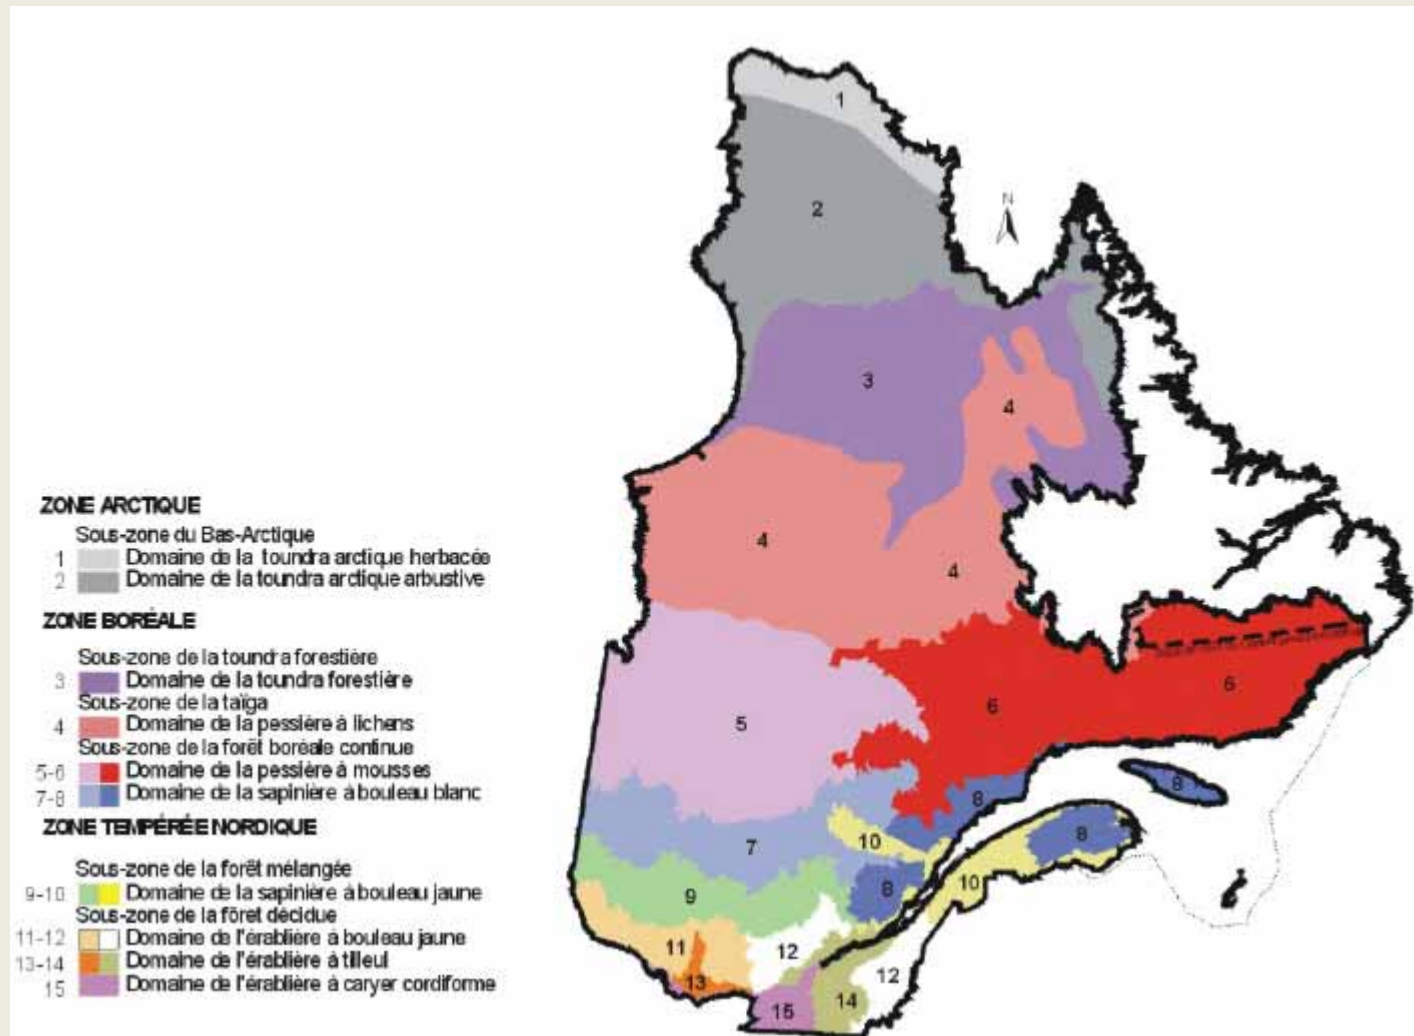 1
2
N
3
4
4
4
5
6
6
7
8
8
8
8
9
10
10
11
12
12
13
14
15
ZONE ARCTIQUE
Sous-zone du Bas-Arctique
1 Domaine de la toundra arctique herbacée
2 Domaine de la toundra arctique arbustive
ZONE BORÉALE
Sous-zone de la toundra forestière
3 Domaine de la toundra forestière
Sous-zone de la taïga
4 Domaine de la pessière à lichens
Sous-zone de la forêt boréale continue
5-6 Domaine de la pessière à mousses
7-8 Domaine de la sapinière à bouleau blanc
ZONE TEMPÉRÉE NORDIQUE
Sous-zone de la forêt mélangée
9-10 Domaine de la sapinière à bouleau jaune
Sous-zone de la fôret décidue
11-12 Domaine de l'érablière à bouleau jaune
13-14 Domaine de l'érablière à tilleul
15 Domaine de l'érablière à caryer cordiforme